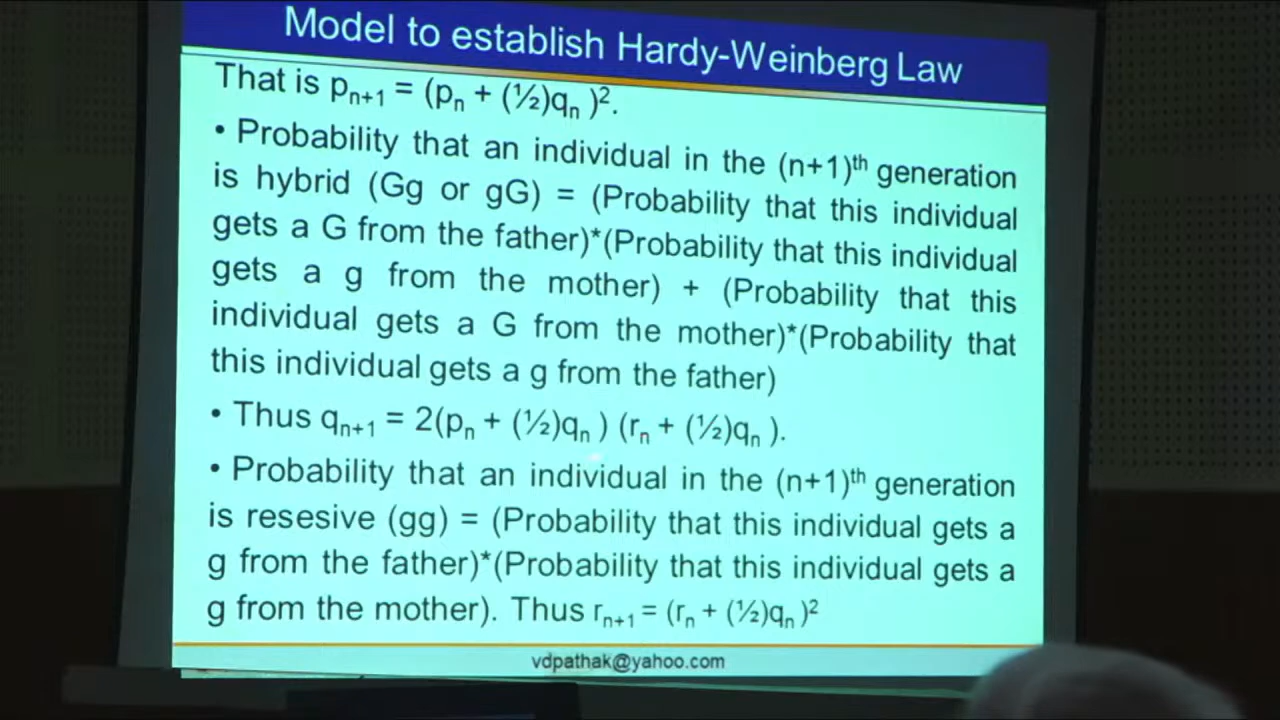 Model to establish Hardy-Weinberg Law
That is pₙ₊₁ = (pₙ + (½)qₙ )².
• Probability that an individual in the (n+1)ᵗʰ generation
is hybrid (Gg or gG) = (Probability that this individual
gets a G from the father)*(Probability that this individual
gets a g from the mother) + (Probability that this
individual gets a G from the mother)*(Probability that
this individual gets a g from the father)
• Thus qₙ₊₁ = 2(pₙ + (½)qₙ ) (rₙ + (½)qₙ ).
• Probability that an individual in the (n+1)ᵗʰ generation
is resesive (gg) = (Probability that this individual gets a
g from the father)*(Probability that this individual gets a
g from the mother). Thus rₙ₊₁ = (rₙ + (½)qₙ )²
vdpathak@yahoo.com